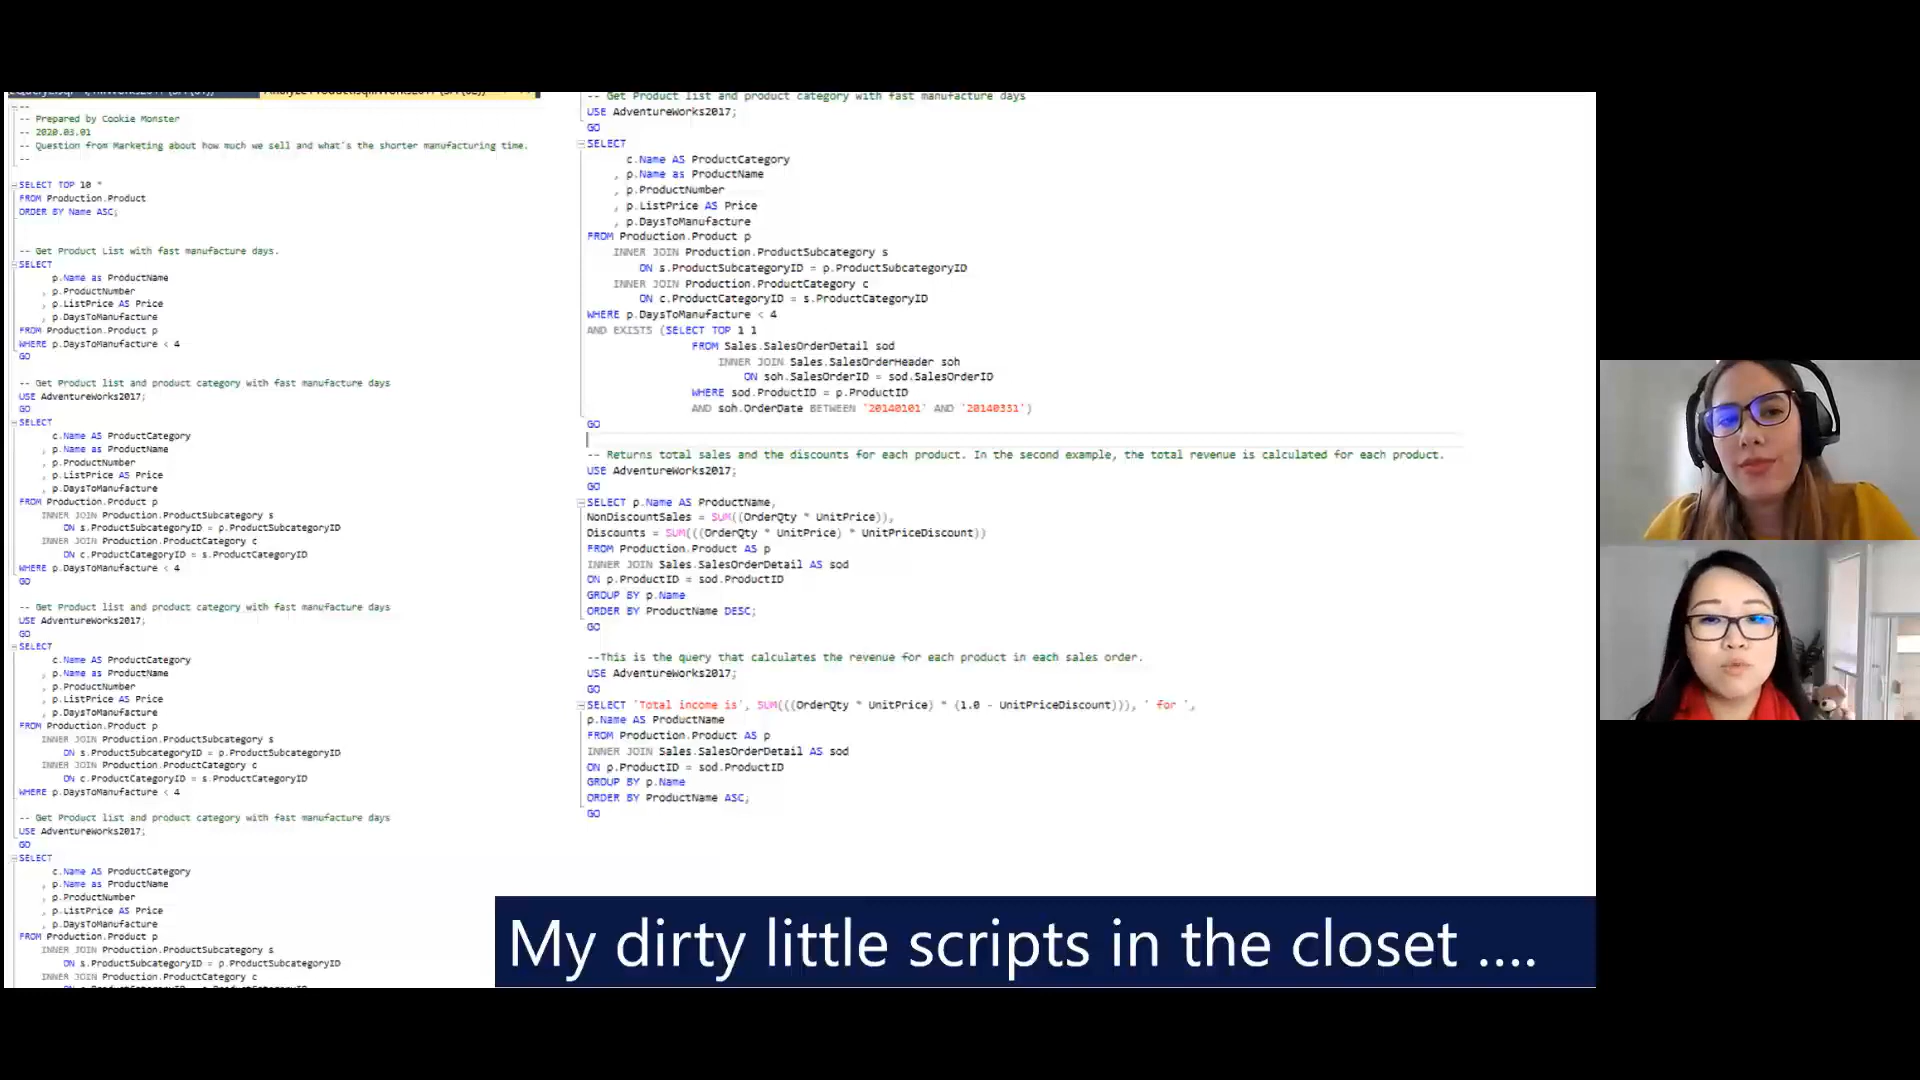 --
-- Prepared by Cookie Monster
-- 2020.03.01
-- Question from Marketing about how much we sell and what's the shorter manufacturing time.
--
SELECT TOP 10 *
FROM Production.Product
ORDER BY Name ASC;
-- Get Product List with fast manufacture days.
SELECT
p.Name as ProductName
, p.ProductNumber
, p.ListPrice AS Price
, p.DaysToManufacture
FROM Production.Product p
WHERE p.DaysToManufacture < 4
GO
-- Get Product list and product category with fast manufacture days
USE AdventureWorks2017;
GO
SELECT
c.Name AS ProductCategory
, p.Name as ProductName
, p.ProductNumber
, p.ListPrice AS Price
, p.DaysToManufacture
FROM Production.Product p
INNER JOIN Production.ProductSubcategory s
ON s.ProductSubcategoryID = p.ProductSubcategoryID
INNER JOIN Production.ProductCategory c
ON c.ProductCategoryID = s.ProductCategoryID
WHERE p.DaysToManufacture < 4
GO
-- Get Product list and product category with fast manufacture days
USE AdventureWorks2017;
GO
SELECT
c.Name AS ProductCategory
, p.Name as ProductName
, p.ProductNumber
, p.ListPrice AS Price
, p.DaysToManufacture
FROM Production.Product p
INNER JOIN Production.ProductSubcategory s
ON s.ProductSubcategoryID = p.ProductSubcategoryID
INNER JOIN Production.ProductCategory c
ON c.ProductCategoryID = s.ProductCategoryID
WHERE p.DaysToManufacture < 4
-- Get Product list and product category with fast manufacture days
USE AdventureWorks2017;
GO
SELECT
c.Name AS ProductCategory
, p.Name as ProductName
, p.ProductNumber
, p.ListPrice AS Price
, p.DaysToManufacture
FROM Production.Product p
INNER JOIN Production.ProductSubcategory s
ON s.ProductSubcategoryID = p.ProductSubcategoryID
INNER JOIN Production.ProductCategory c
-- Get Product list and product category with fast manufacture days
USE AdventureWorks2017;
GO
SELECT
c.Name AS ProductCategory
, p.Name as ProductName
, p.ProductNumber
, p.ListPrice AS Price
, p.DaysToManufacture
FROM Production.Product p
INNER JOIN Production.ProductSubcategory s
ON s.ProductSubcategoryID = p.ProductSubcategoryID
INNER JOIN Production.ProductCategory c
ON c.ProductCategoryID = s.ProductCategoryID
WHERE p.DaysToManufacture < 4
AND EXISTS (SELECT TOP 1 1
FROM Sales.SalesOrderDetail sod
INNER JOIN Sales.SalesOrderHeader soh
ON soh.SalesOrderID = sod.SalesOrderID
WHERE sod.ProductID = p.ProductID
AND soh.OrderDate BETWEEN '20140101' AND '20140331')
GO
-- Returns total sales and the discounts for each product. In the second example, the total revenue is calculated for each product.
USE AdventureWorks2017;
GO
SELECT p.Name AS ProductName,
NonDiscountSales = SUM((OrderQty * UnitPrice)),
Discounts = SUM(((OrderQty * UnitPrice) * UnitPriceDiscount))
FROM Production.Product AS p
INNER JOIN Sales.SalesOrderDetail AS sod
ON p.ProductID = sod.ProductID
GROUP BY p.Name
ORDER BY ProductName DESC;
GO
--This is the query that calculates the revenue for each product in each sales order.
USE AdventureWorks2017;
GO
SELECT 'Total income is', SUM(((OrderQty * UnitPrice) * (1.0 - UnitPriceDiscount))), ' for ',
p.Name AS ProductName
FROM Production.Product AS p
INNER JOIN Sales.SalesOrderDetail AS sod
ON p.ProductID = sod.ProductID
GROUP BY p.Name
ORDER BY ProductName ASC;
GO
My dirty little scripts in the closet ....